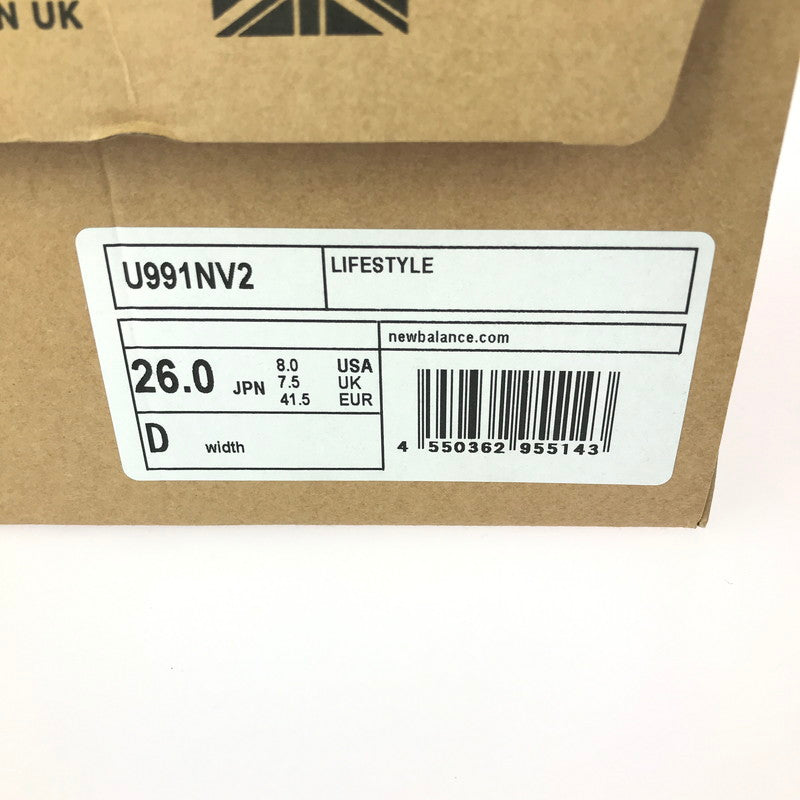 N UK
U991NV2
LIFESTYLE
newbalance.com
26.0 JPN
8.0 USA
7.5 UK
41.5 EUR
D width
4 550362 955143